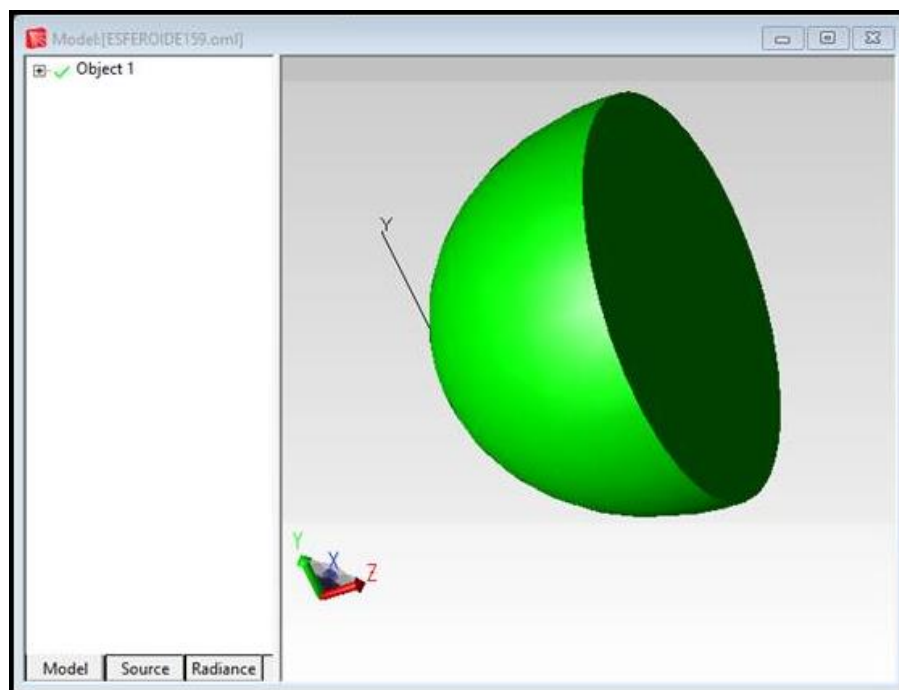 Model:[ESFEROIDE159.oml]
Object 1
Y
Y
X
Z
Model Source Radiance